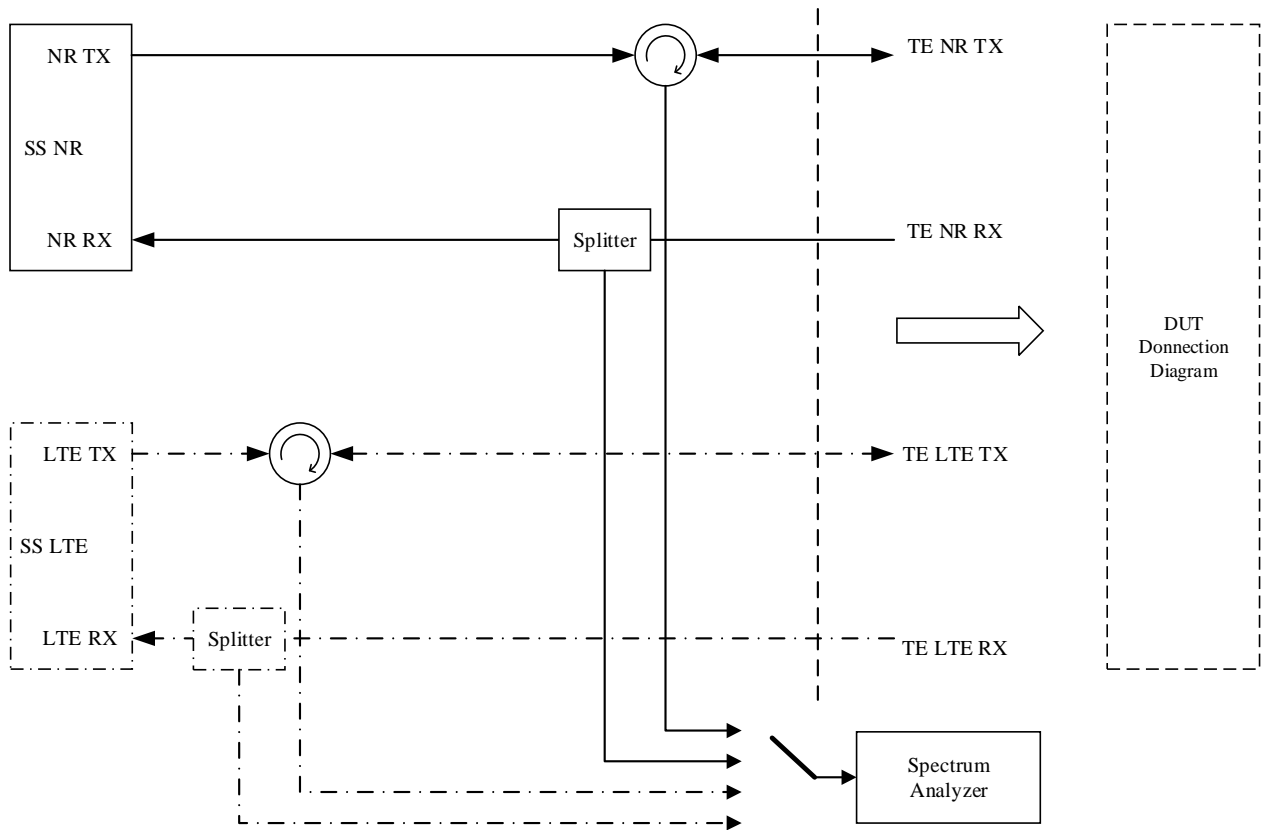 NR TX
TE NR TX
SS NR
NR RX
Splitter
TE NR RX
DUT
Donnection
Diagram
LTE TX
TE LTE TX
SS LTE
LTE RX
Splitter
TE LTE RX
Spectrum
Analyzer